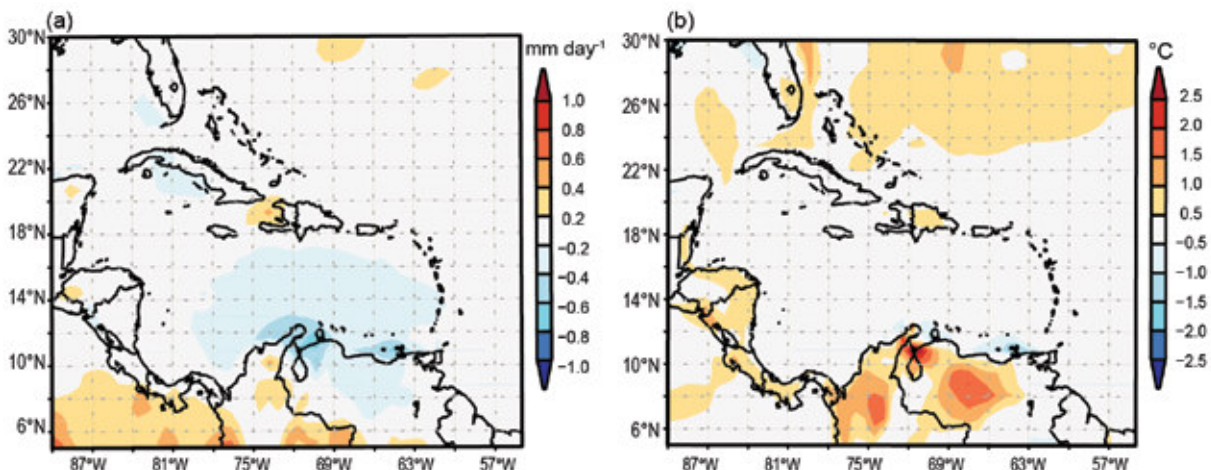 (a)
(b)
30°N
26°N
22°N
18°N
14°N
10°N
6°N
87°W 81°W 75°W 69°W 63°W 57°W
mm day⁻¹
1.0
0.8
0.6
0.4
0.2
−0.2
−0.4
−0.6
−0.8
−1.0
30°N
26°N
22°N
18°N
14°N
10°N
6°N
87°W 81°W 75°W 69°W 63°W 57°W
°C
2.5
2.0
1.5
1.0
0.5
−0.5
−1.0
−1.5
−2.0
−2.5